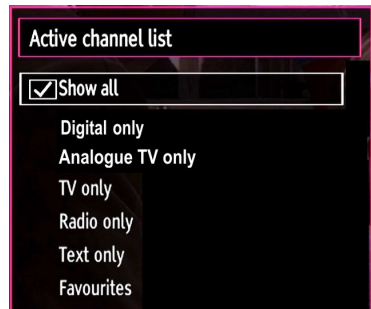 Active channel list
Show all
Digital only
Analogue TV only
TV only
Radio only
Text only
Favourites